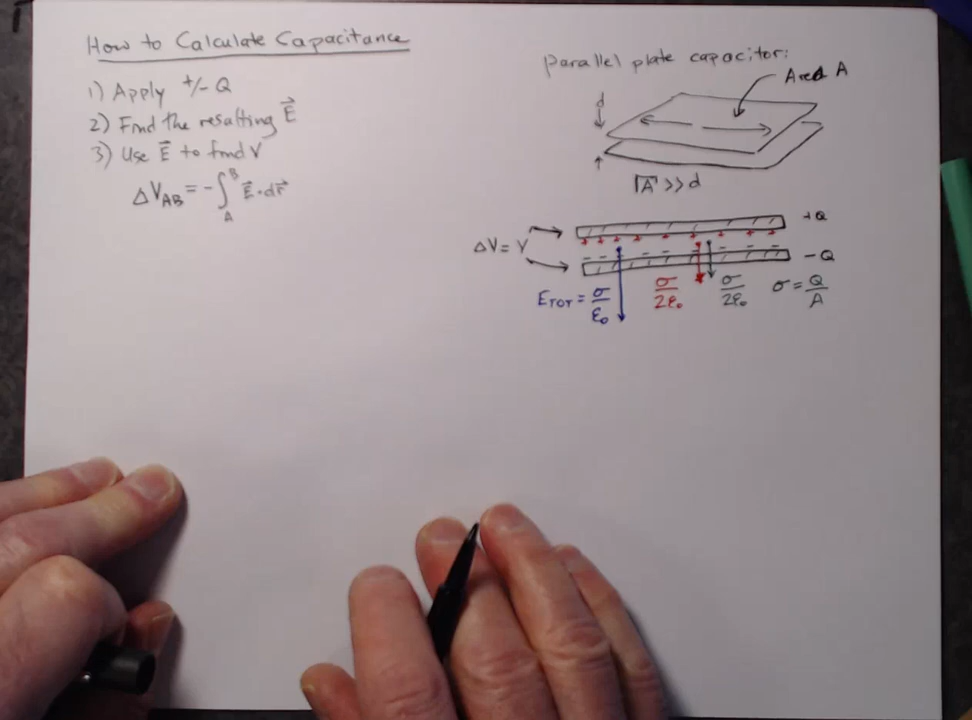 How to Calculate Capacitance
1) Apply +/- Q
2) Find the resulting E⃗
3) Use E⃗ to find V
ΔV_AB = -∫_A^B E⃗·dr⃗
Parallel plate capacitor:
Area A
d
√A >> d
+Q
ΔV = V
- Q
E_TOT = σ/ε₀
σ/2ε₀
σ/2ε₀
σ = Q/A